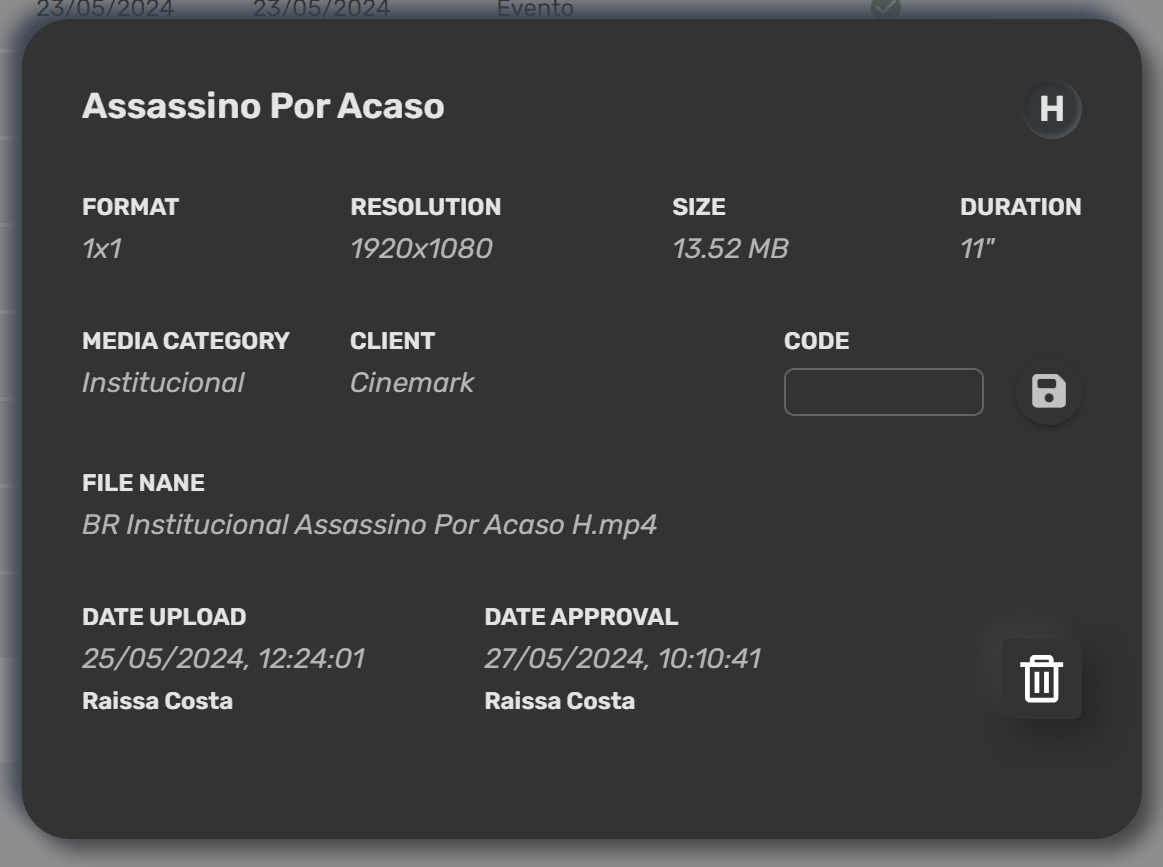 23/05/2024 23/05/2024 Evento
Assassino Por Acaso H
FORMAT RESOLUTION SIZE DURATION
1x1 1920x1080 13.52 MB 11"
MEDIA CATEGORY CLIENT CODE
Institucional Cinemark
FILE NANE
BR Institucional Assassino Por Acaso H.mp4
DATE UPLOAD DATE APPROVAL
25/05/2024, 12:24:01 27/05/2024, 10:10:41
Raissa Costa Raissa Costa